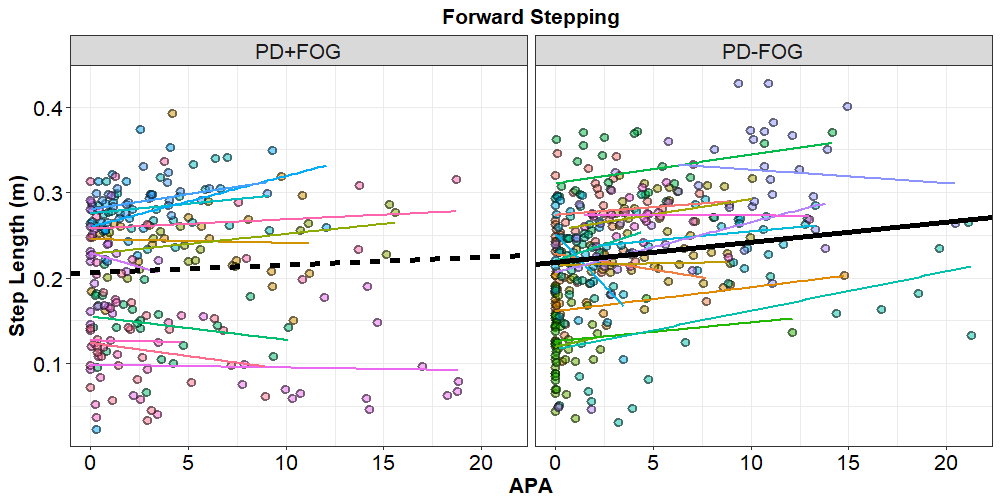 Forward Stepping
PD+FOG
PD-FOG
Step Length (m)
0.4
0.3
0.2
0.1
0 5 10 15 20
0 5 10 15 20
APA